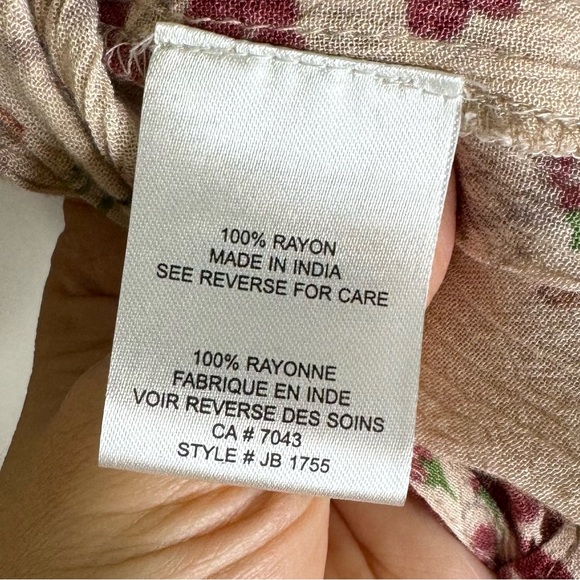 100% RAYON
MADE IN INDIA
SEE REVERSE FOR CARE
100% RAYONNE
FABRIQUE EN INDE
VOIR REVERSE DES SOINS
CA # 7043
STYLE # JB 1755